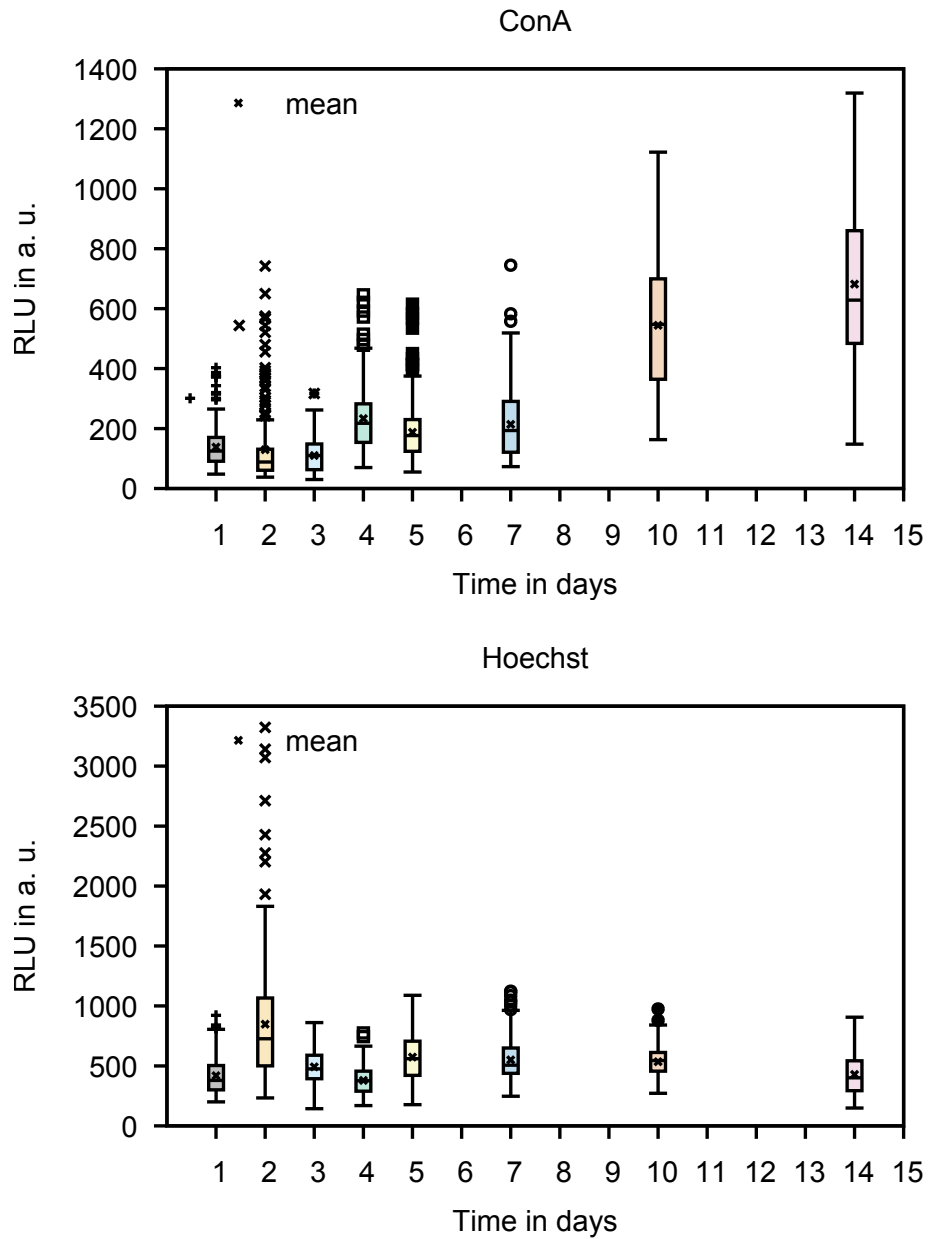 ConA
1400
mean
1200
1000
800
600
400
200
0
RLU in a. u.
1 2 3 4 5 6 7 8 9 10 11 12 13 14 15
Time in days
Hoechst
3500
mean
3000
2500
2000
1500
1000
500
0
RLU in a. u.
1 2 3 4 5 6 7 8 9 10 11 12 13 14 15
Time in days